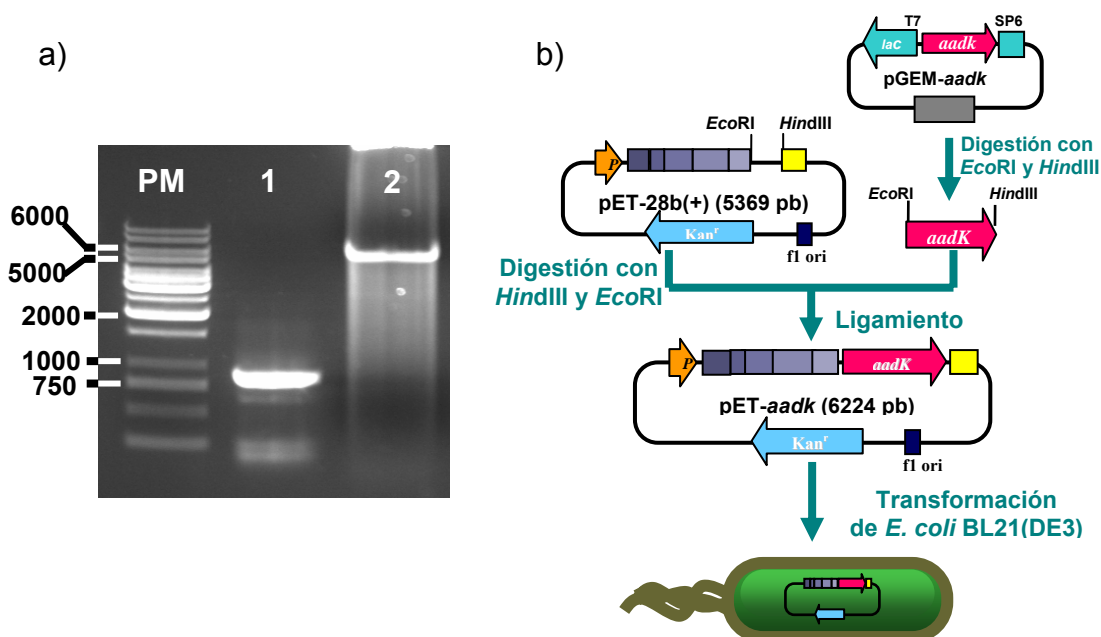 a)
PM 1 2
6000
5000
2000
1000
750
b)
T7 SP6
laC aadk
pGEM-aadk
EcoRI HindIII
P
pET-28b(+) (5369 pb)
Kanr
f1 ori
Digestión con
EcoRI y HindIII
EcoRI HindIII
aadK
Digestión con
HindIII y EcoRI
Ligamiento
P aadK
pET-aadk (6224 pb)
Kanr
f1 ori
Transformación
de E. coli BL21(DE3)